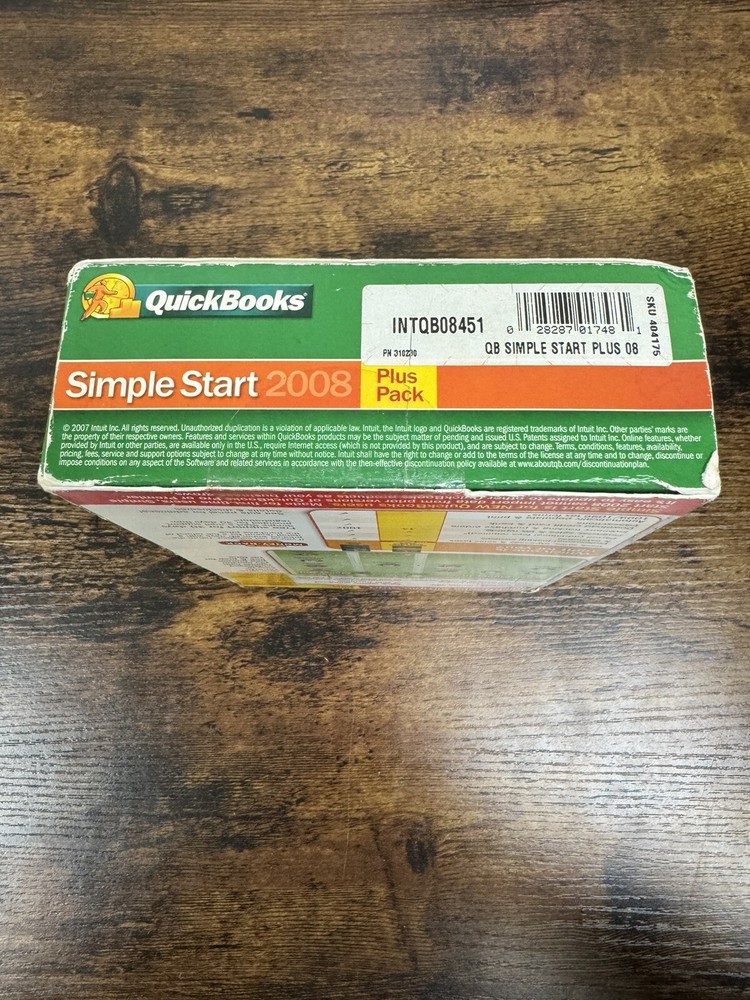 QuickBooks®
INTQB08451
0 28287 01748 1
SKU 404175
PN 310230
QB SIMPLE START PLUS 08
Simple Start 2008
Plus
Pack
© 2007 Intuit Inc. All rights reserved. Unauthorized duplication is a violation of applicable law. Intuit, the Intuit logo and QuickBooks are registered trademarks of Intuit Inc. Other parties' marks are
the property of their respective owners. Features and services within QuickBooks products may be the subject matter of pending and issued U.S. Patents assigned to Intuit Inc. Online features, whether
provided by Intuit or other parties, are available only in the U.S., require Internet access (which is not provided by this product), and are subject to change. Terms, conditions, features, availability,
pricing, fees, service and support options subject to change at any time without notice. Intuit shall have the right to change or add to the terms of the license at any time and to change, discontinue or
impose conditions on any aspect of the Software and related services in accordance with the then-effective discontinuation policy available at www.aboutqb.com/discontinuationplan.